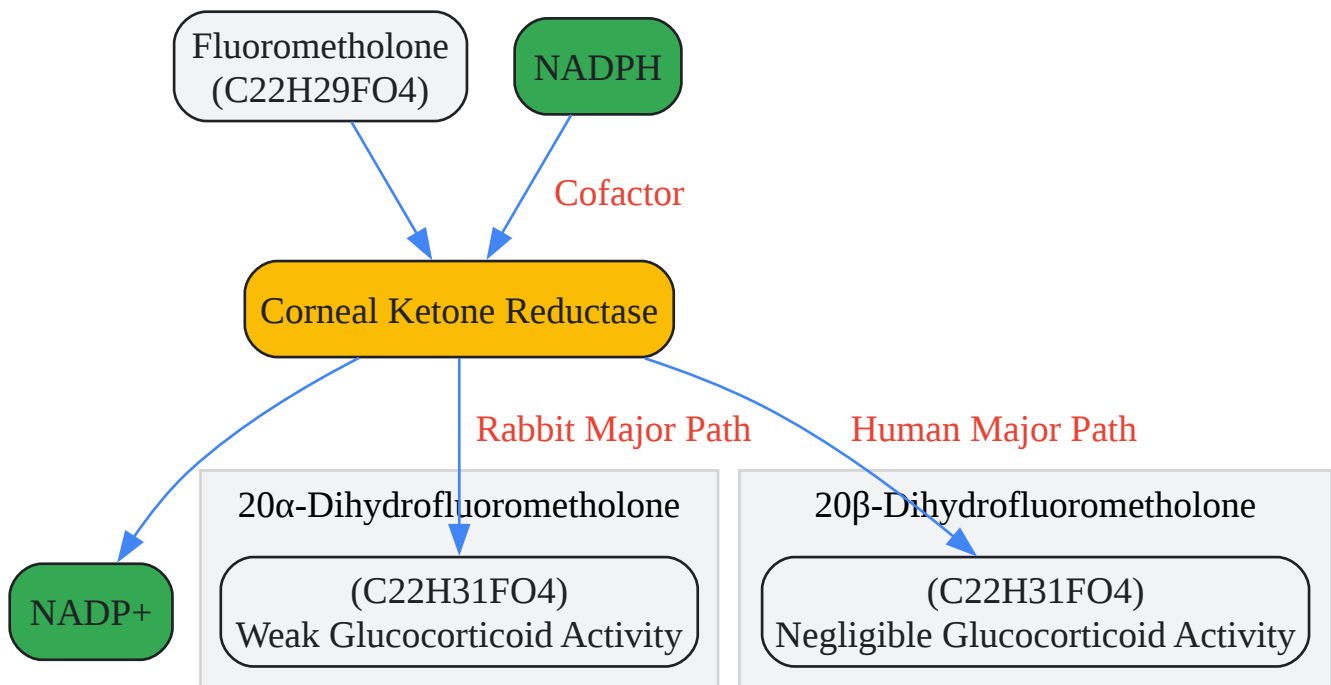 Fluorometholone
(C22H29FO4)
NADPH
Cofactor
Corneal Ketone Reductase
Rabbit Major Path
Human Major Path
20α-Dihydrofluorometholone
20β-Dihydrofluorometholone
NADP+
(C22H31FO4)
Weak Glucocorticoid Activity
(C22H31FO4)
Negligible Glucocorticoid Activity